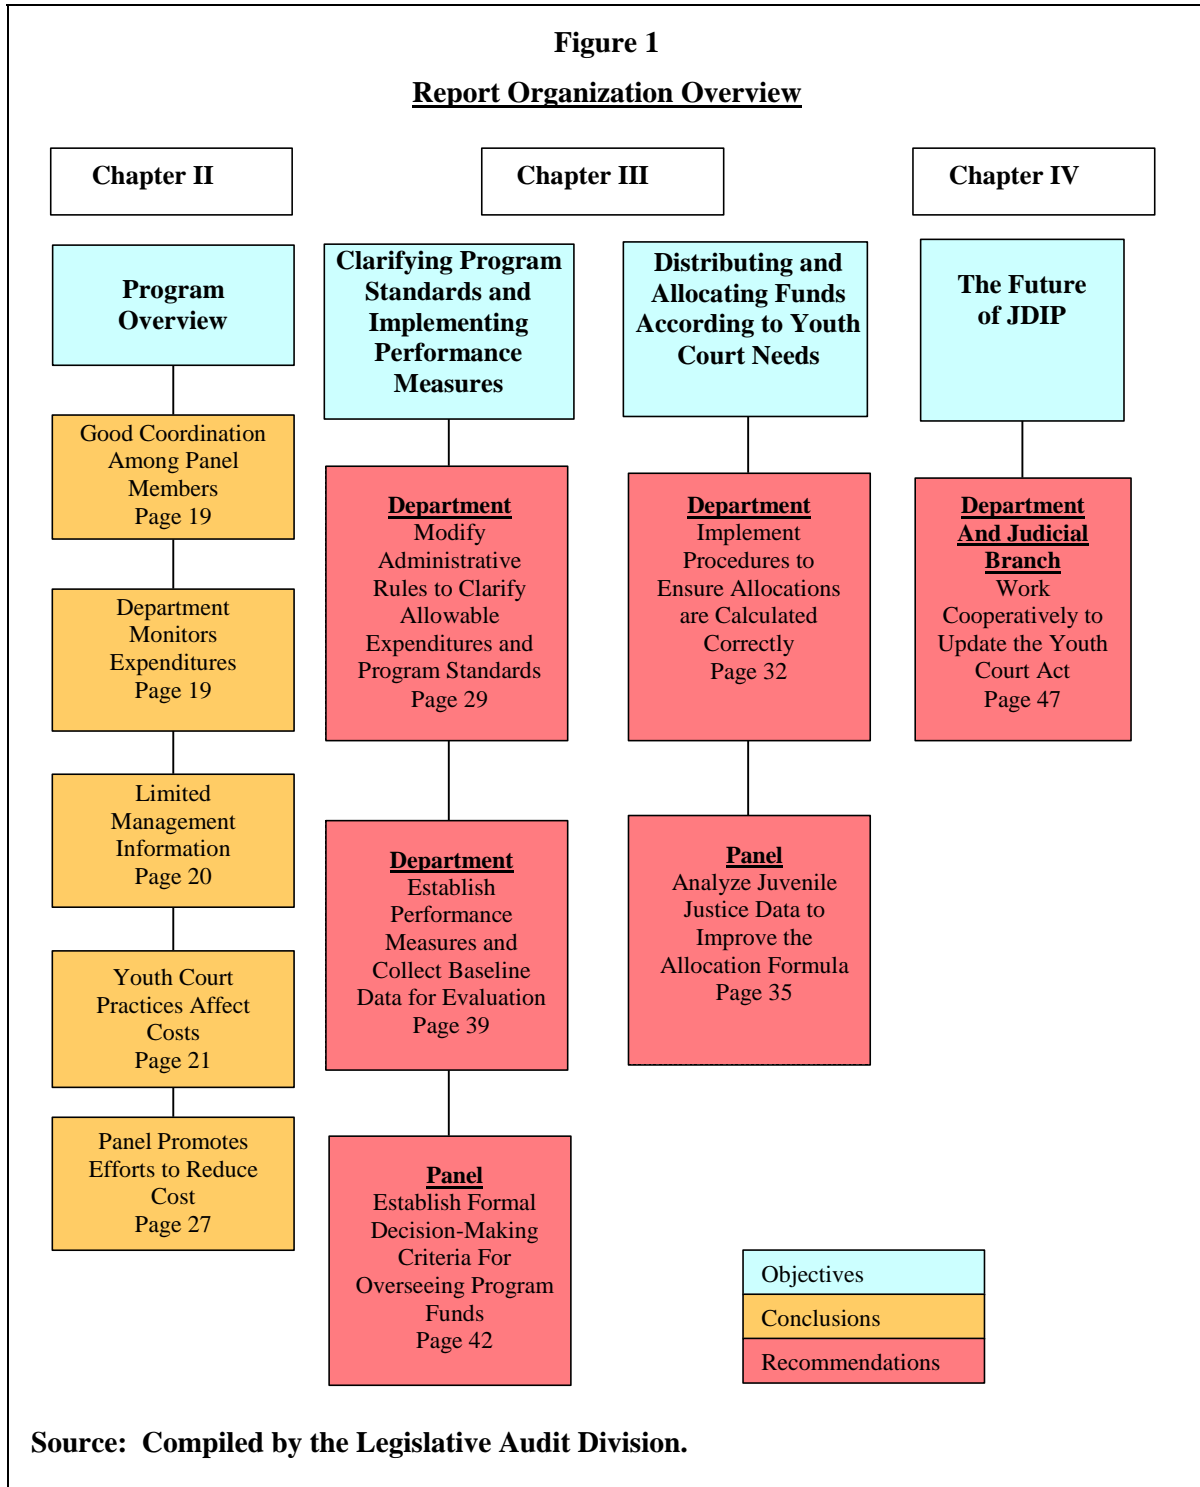 Figure 1
Report Organization Overview
Chapter II
Chapter III
Chapter IV
Program
Overview
Good Coordination
Among Panel
Members
Page 19
Department
Monitors
Expenditures
Page 19
Limited
Management
Information
Page 20
Youth Court
Practices Affect
Costs
Page 21
Panel Promotes
Efforts to Reduce
Cost
Page 27
Clarifying Program
Standards and
Implementing
Performance
Measures
Department
Modify
Administrative
Rules to Clarify
Allowable
Expenditures and
Program Standards
Page 29
Department
Establish
Performance
Measures and
Collect Baseline
Data for Evaluation
Page 39
Panel
Establish Formal
Decision-Making
Criteria For
Overseeing Program
Funds
Page 42
Distributing and
Allocating Funds
According to Youth
Court Needs
Department
Implement
Procedures to
Ensure Allocations
are Calculated
Correctly
Page 32
Panel
Analyze Juvenile
Justice Data to
Improve the
Allocation Formula
Page 35
The Future
of JDIP
Department
And Judicial
Branch
Work
Cooperatively to
Update the Youth
Court Act
Page 47
Objectives
Conclusions
Recommendations
Source:  Compiled by the Legislative Audit Division.